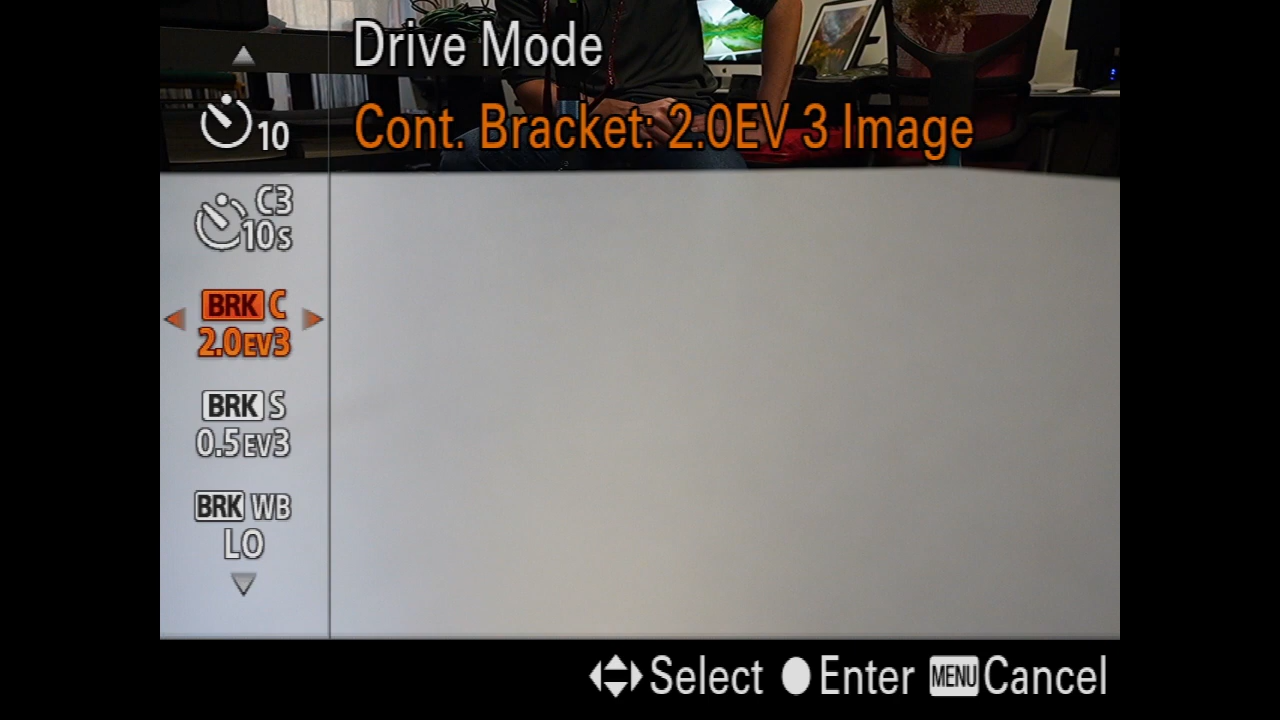 Drive Mode
Cont. Bracket: 2.0EV 3 Image
10
C3
10s
BRK C
2.0EV3
BRK S
0.5EV3
BRK WB
LO
Select Enter MENU Cancel